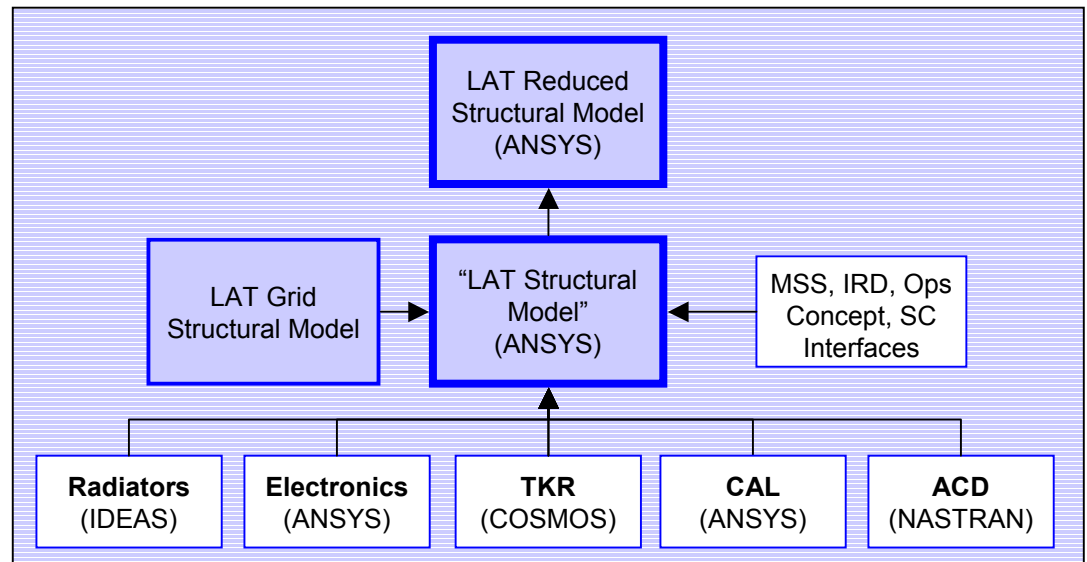 LAT Reduced
Structural Model
(ANSYS)
LAT Grid
Structural Model
“LAT Structural
Model”
(ANSYS)
MSS, IRD, Ops
Concept, SC
Interfaces
Radiators
(IDEAS)
Electronics
(ANSYS)
TKR
(COSMOS)
CAL
(ANSYS)
ACD
(NASTRAN)